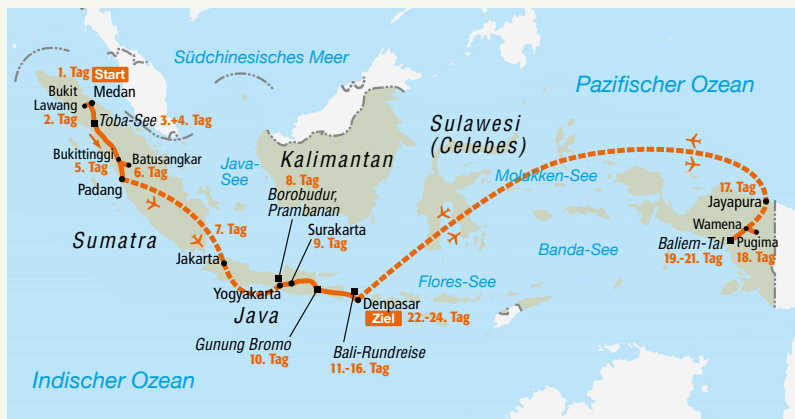 Südchinesisches Meer
Pazifischer Ozean
1. Tag Start
Bukit
Lawang
Medan
2. Tag
Toba-See 3.+4. Tag
Bukittinggi
5. Tag
Batusangkar
6. Tag
Padang
Sumatra
Java-
See
Kalimantan
8. Tag
Borobudur,
Prambanan
Surakarta
9. Tag
7. Tag
Jakarta
Yogyakarta
Java
Gunung Bromo
10. Tag
Bali-Rundreise
11.-16. Tag
Denpasar
Ziel 22.-24. Tag
Sulawesi
(Celebes)
Molukken-See
Banda-See
Flores-See
17. Tag
Jayapura
Wamena
Baliem-Tal
19.-21. Tag
Pugima
18. Tag
Indischer Ozean